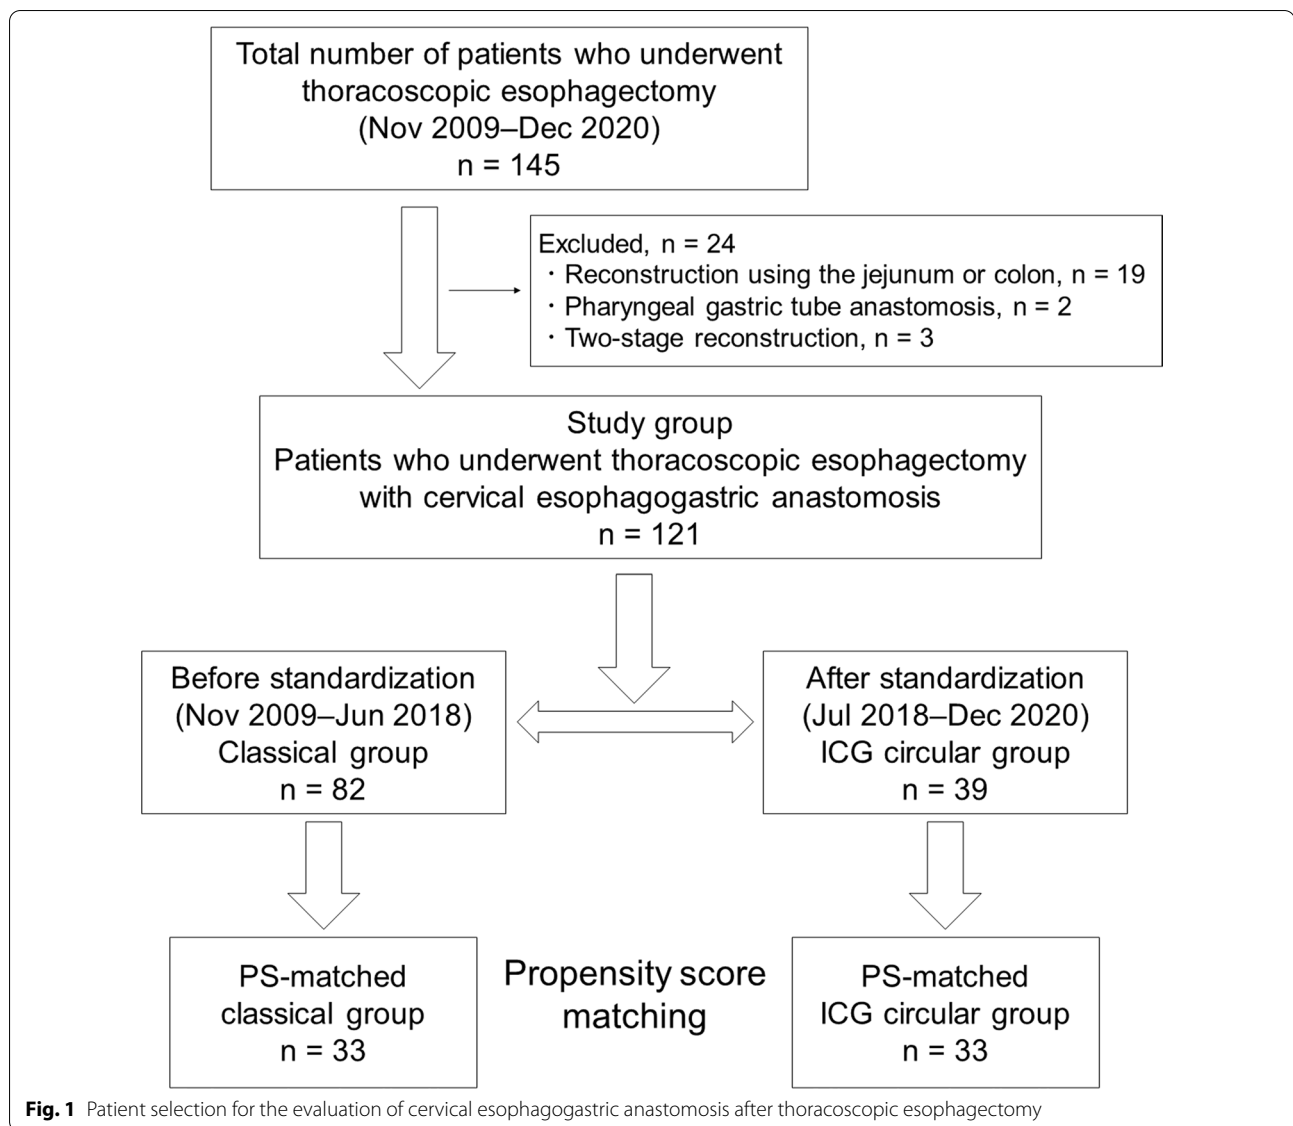 Total number of patients who underwent
thoracoscopic esophagectomy
(Nov 2009–Dec 2020)
n = 145
Excluded, n = 24
・Reconstruction using the jejunum or colon, n = 19
・Pharyngeal gastric tube anastomosis, n = 2
・Two-stage reconstruction, n = 3
Study group
Patients who underwent thoracoscopic esophagectomy
with cervical esophagogastric anastomosis
n = 121
Before standardization
(Nov 2009–Jun 2018)
Classical group
n = 82
After standardization
(Jul 2018–Dec 2020)
ICG circular group
n = 39
PS-matched
classical group
n = 33
Propensity score
matching
PS-matched
ICG circular group
n = 33
Fig. 1 Patient selection for the evaluation of cervical esophagogastric anastomosis after thoracoscopic esophagectomy